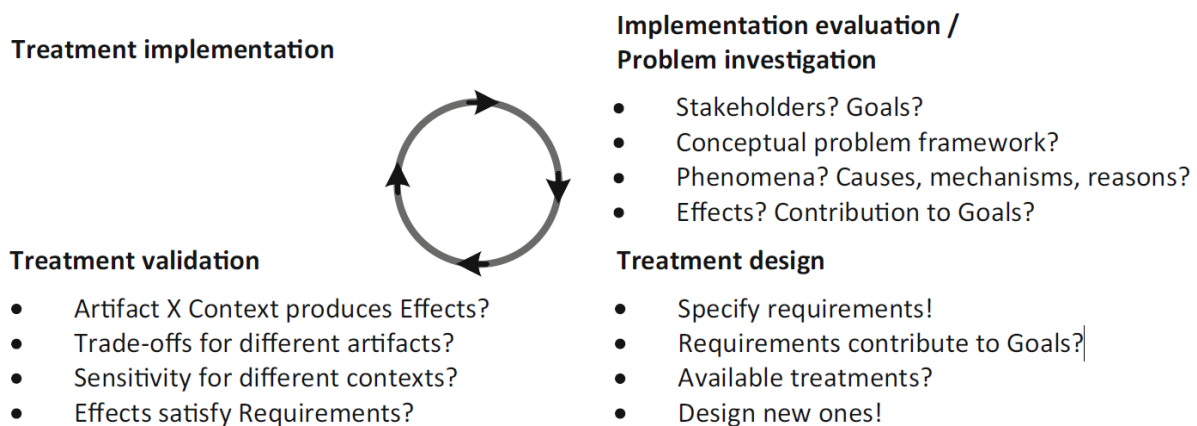 Treatment implementation
Implementation evaluation /
Problem investigation
• Stakeholders? Goals?
• Conceptual problem framework?
• Phenomena? Causes, mechanisms, reasons?
• Effects? Contribution to Goals?
Treatment validation
• Artifact X Context produces Effects?
• Trade-offs for different artifacts?
• Sensitivity for different contexts?
• Effects satisfy Requirements?
Treatment design
• Specify requirements!
• Requirements contribute to Goals?
• Available treatments?
• Design new ones!